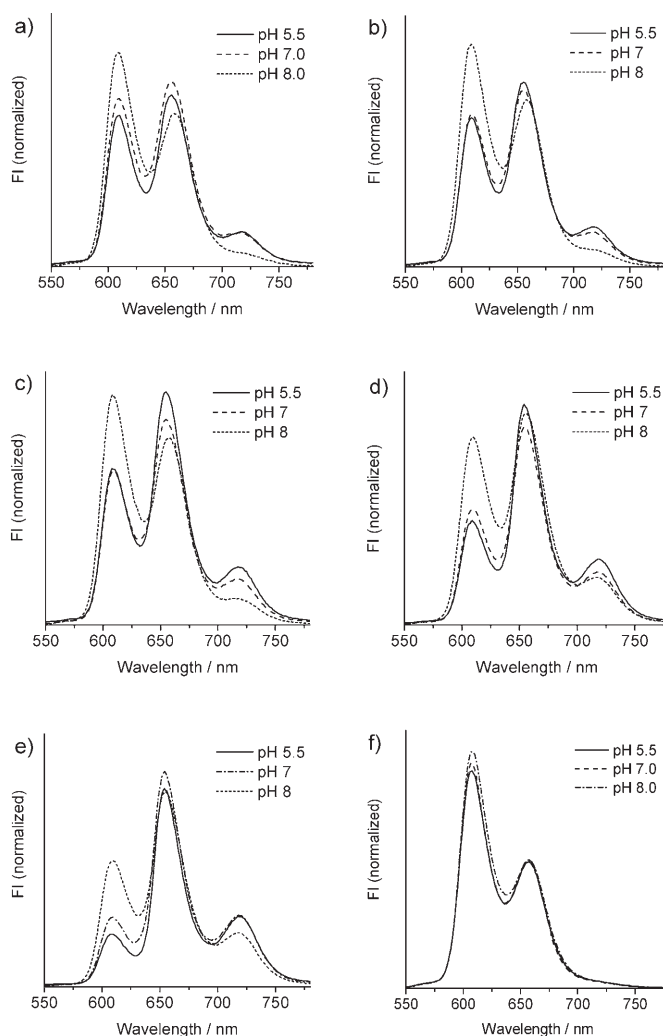 a)
pH 5.5
pH 7.0
pH 8.0
FI (normalized)
550 600 650 700 750
Wavelength / nm
b)
pH 5.5
pH 7
pH 8
FI (normalized)
550 600 650 700 750
Wavelength / nm
c)
pH 5.5
pH 7
pH 8
FI (normalized)
550 600 650 700 750
Wavelength / nm
d)
pH 5.5
pH 7
pH 8
FI (normalized)
550 600 650 700 750
Wavelength / nm
e)
pH 5.5
pH 7
pH 8
FI (normalized)
550 600 650 700 750
Wavelength / nm
f)
pH 5.5
pH 7.0
pH 8.0
FI (normalized)
550 600 650 700 750
Wavelength / nm